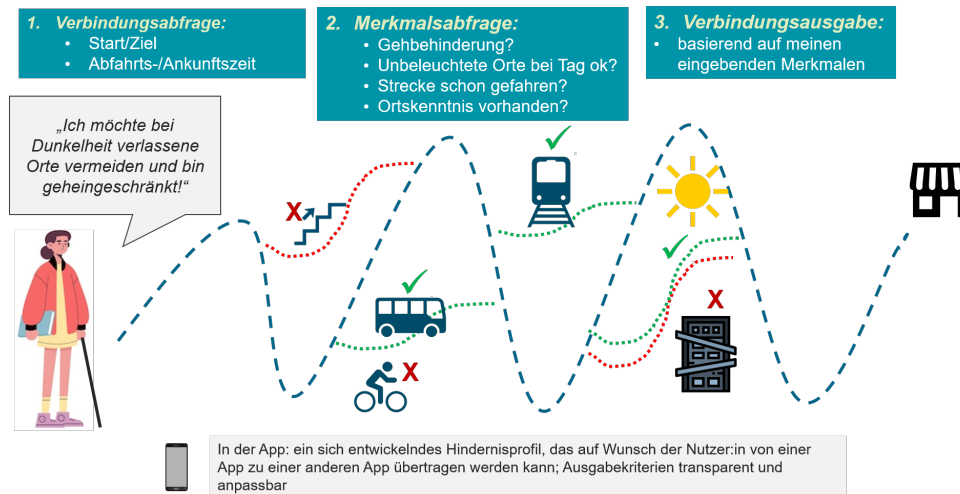 1. Verbindungsabfrage:
• Start/Ziel
• Abfahrts-/Ankunftszeit
2. Merkmalsabfrage:
• Gehbehinderung?
• Unbeleuchtete Orte bei Tag ok?
• Strecke schon gefahren?
• Ortskenntnis vorhanden?
3. Verbindungsausgabe:
• basierend auf meinen
eingebenden Merkmalen
„Ich möchte bei
Dunkelheit verlassene
Orte vermeiden und bin
geheingeschränkt!“
X
X
X
In der App: ein sich entwickelndes Hindernisprofil, das auf Wunsch der Nutzer:in von einer
App zu einer anderen App übertragen werden kann; Ausgabekriterien transparent und
anpassbar